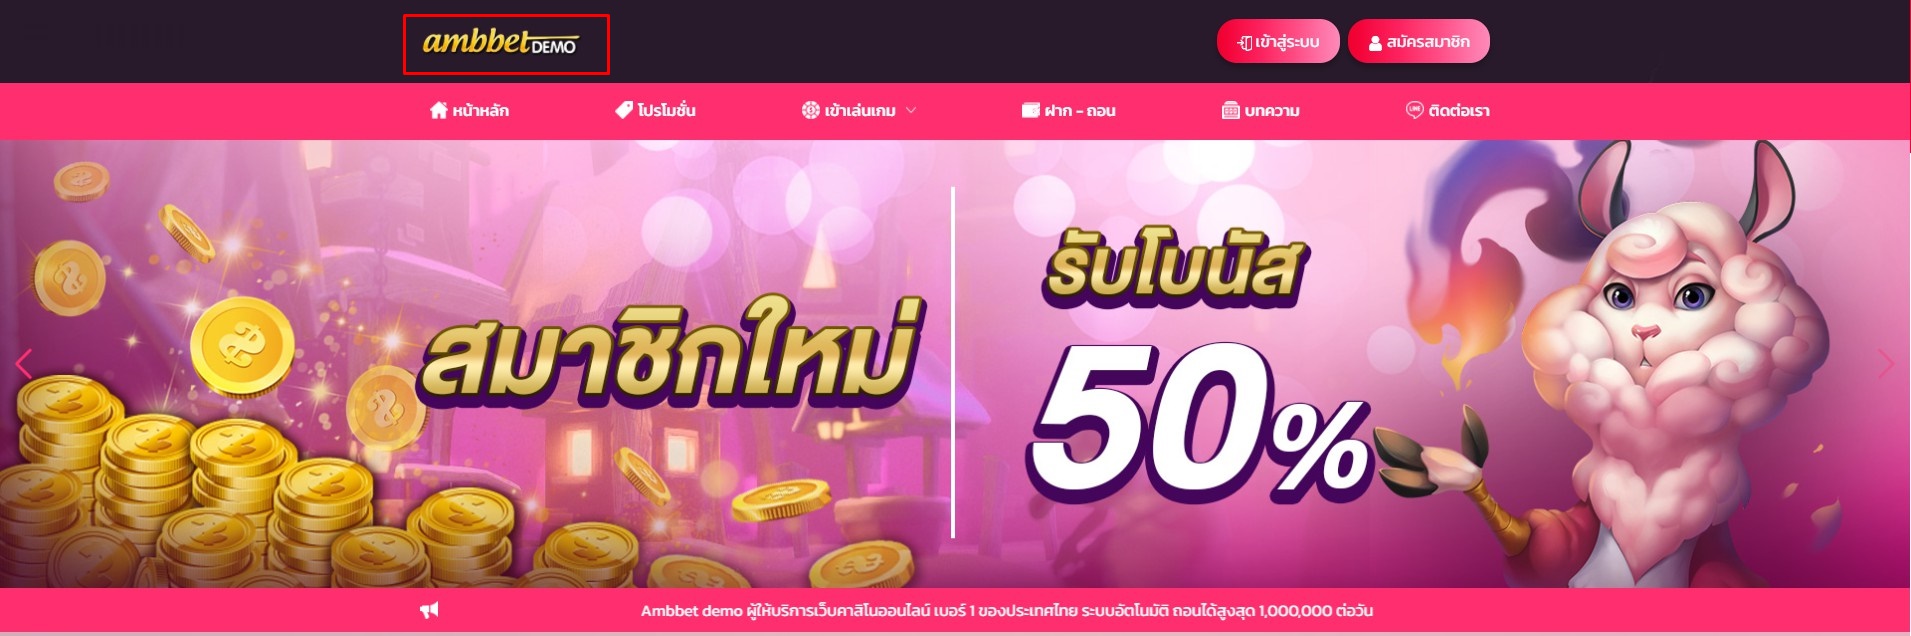 ambbet DEMO
เข้าสู่ระบบ
สมัครสมาชิก
หน้าหลัก
โปรโมชั่น
เข้าเล่นเกม
ฝาก - ถอน
บทความ
LINE ติดต่อเรา
สมาชิกใหม่
รับโบนัส
50%
Ambbet demo ผู้ให้บริการเว็บคาสิโนออนไลน์ เบอร์ 1 ของประเทศไทย ระบบอัตโนมัติ ถอนได้สูงสุด 1,000,000 ต่อวัน